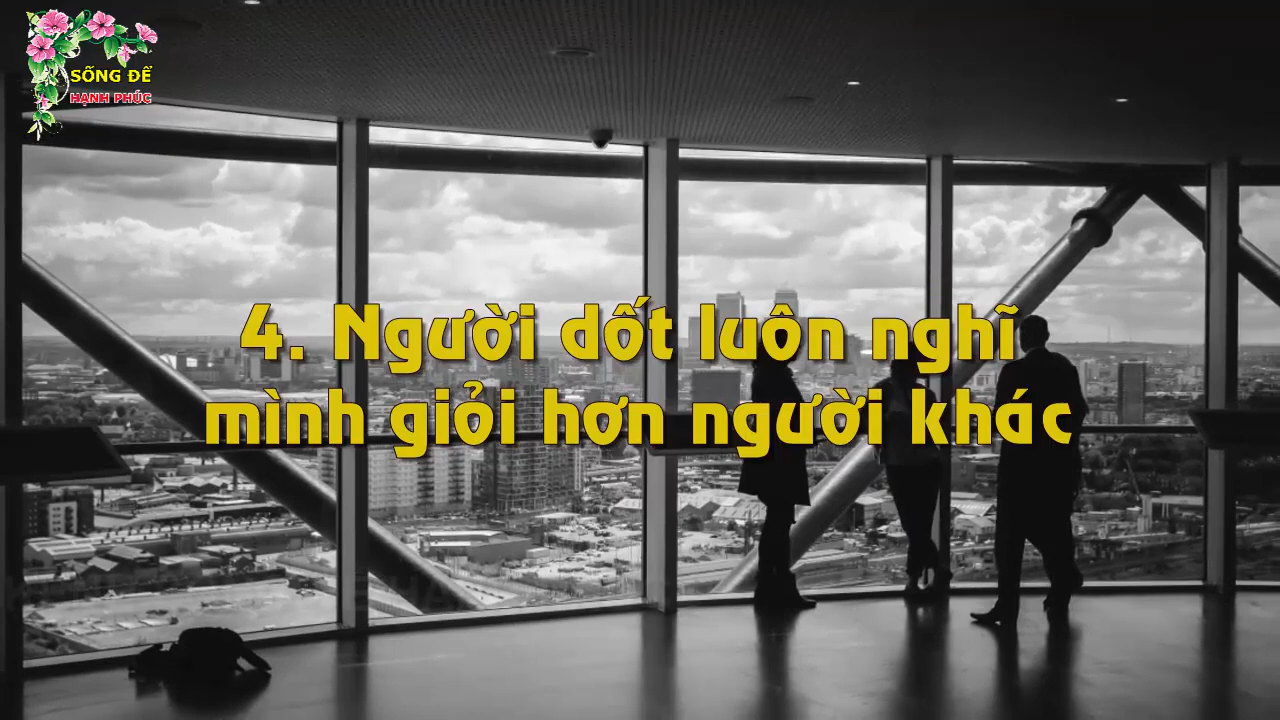 SỐNG ĐỂ
HẠNH PHÚC
4. Người dốt luôn nghĩ
mình giỏi hơn người khác